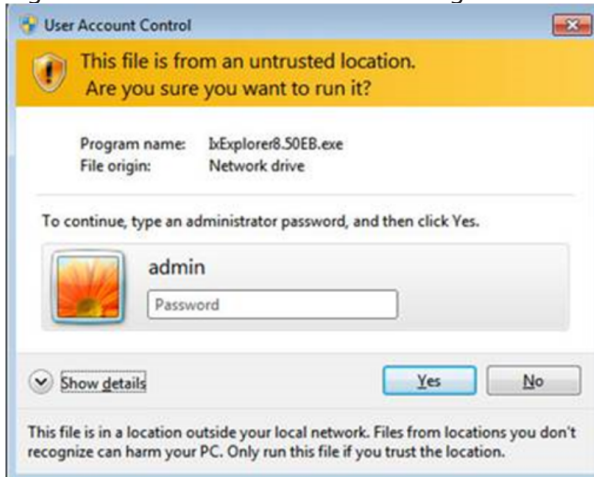 User Account Control
This file is from an untrusted location.
Are you sure you want to run it?
Program name: IxExplorer8.50EB.exe
File origin: Network drive
To continue, type an administrator password, and then click Yes.
admin
Password
Show details
Yes No
This file is in a location outside your local network. Files from locations you don't
recognize can harm your PC. Only run this file if you trust the location.